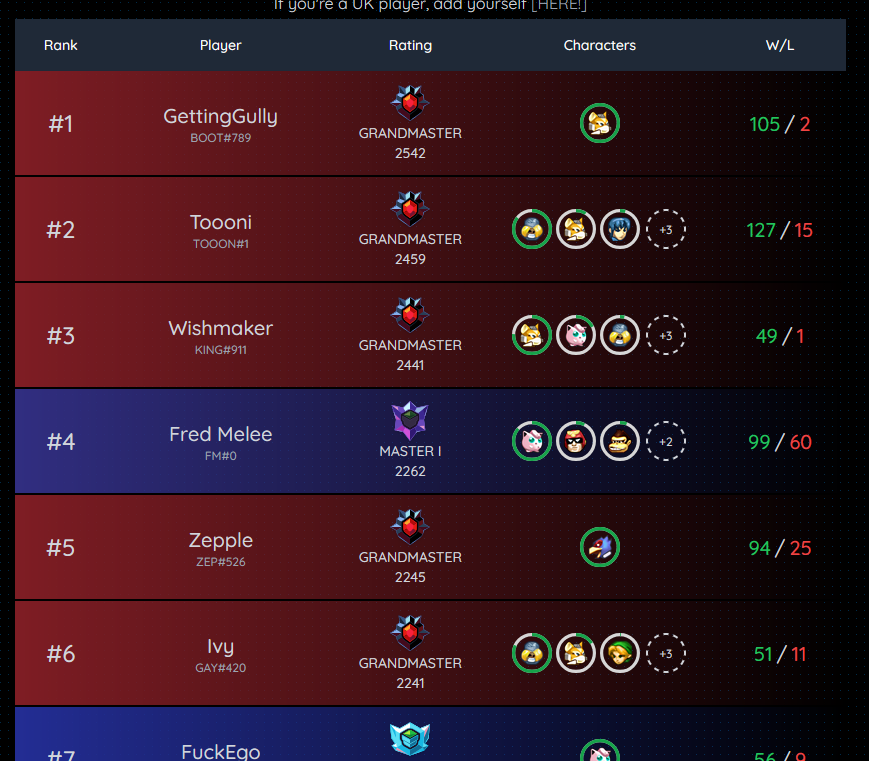 If you're a UK player, add yourself [HERE!]
Rank Player Rating Characters W/L
#1 GettingGully BOOT#789 GRANDMASTER 2542 105 / 2
#2 Toooni TOOON#1 GRANDMASTER 2459 +3 127 / 15
#3 Wishmaker KING#911 GRANDMASTER 2441 +3 49 / 1
#4 Fred Melee FM#0 MASTER I 2262 +2 99 / 60
#5 Zepple ZEP#526 GRANDMASTER 2245 94 / 25
#6 Ivy GAY#420 GRANDMASTER 2241 +3 51 / 11
#7 FuckEgo 56 / 9